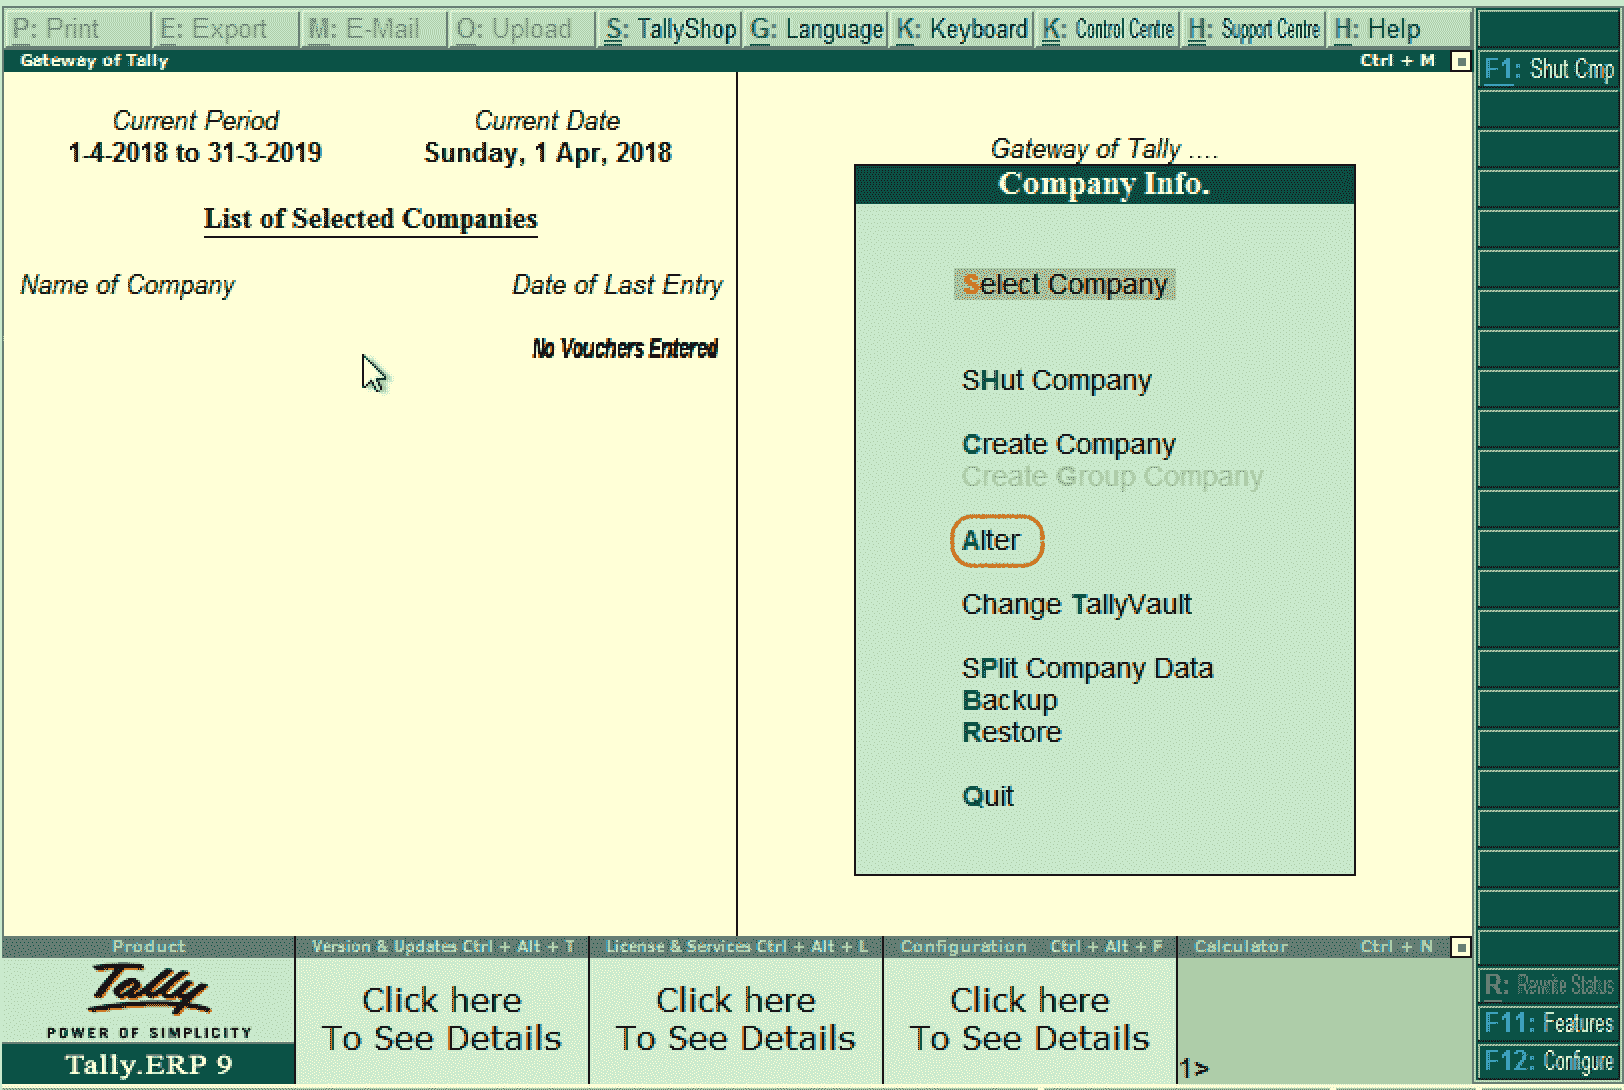 P: Print E: Export M: E-Mail O: Upload S: TallyShop G: Language K: Keyboard K: Control Centre H: Support Centre H: Help
Gateway of Tally Ctrl + M
F1: Shut Cmp
Current Period Current Date
1-4-2018 to 31-3-2019 Sunday, 1 Apr, 2018
List of Selected Companies
Name of Company Date of Last Entry
No Vouchers Entered
Gateway of Tally ....
Company Info.
Select Company
SHut Company
Create Company
Create Group Company
Alter
Change TallyVault
SPlit Company Data
Backup
Restore
Quit
R: Rewrite Status
F11: Features
F12: Configure
Product Version & Updates Ctrl + Alt + T License & Services Ctrl + Alt + L Configuration Ctrl + Alt + F Calculator Ctrl + N
Tally
POWER OF SIMPLICITY
Tally.ERP 9
Click here
To See Details
Click here
To See Details
Click here
To See Details
1>